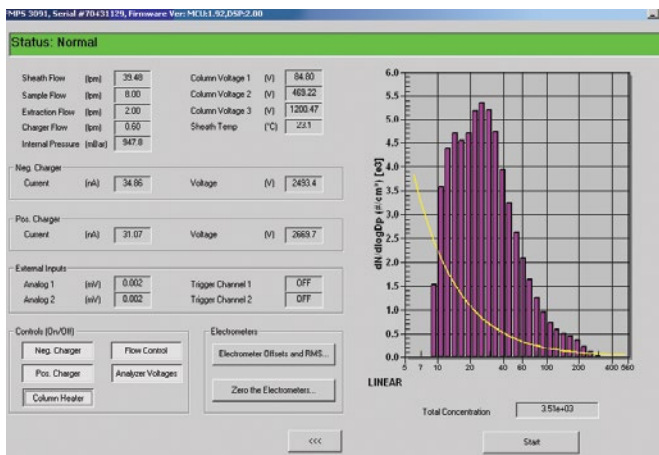 MPS 3091, Serial #70431129, Firmware Ver: MCU:1.92,DSP:2.00
Status: Normal
Sheath Flow (lpm) 39.48 Column Voltage 1 (V) 84.80
Sample Flow (lpm) 8.00 Column Voltage 2 (V) 469.22
Extraction Flow (lpm) 2.00 Column Voltage 3 (V) 1200.47
Charger Flow (lpm) 0.60 Sheath Temp (°C) 23.1
Internal Pressure (mBar) 947.8
Neg. Charger
Current (nA) 34.86 Voltage (V) 2493.4
Pos. Charger
Current (nA) 31.07 Voltage (V) 2669.7
External Inputs
Analog 1 (mV) 0.002 Trigger Channel 1 OFF
Analog 2 (mV) 0.002 Trigger Channel 2 OFF
Controls (On/Off) Electrometers
Neg. Charger Flow Control Electrometer Offsets and RMS...
Pos. Charger Analyzer Voltages
Column Heater Zero the Electrometers...
<<<
dN/dlogDp (#/cm³) [e3]
6.0
5.5
5.0
4.5
4.0
3.5
3.0
2.5
2.0
1.5
1.0
0.5
0.0
5 7 10 20 40 60 100 200 400 560
LINEAR
Total Concentration 3.51e+03
Start